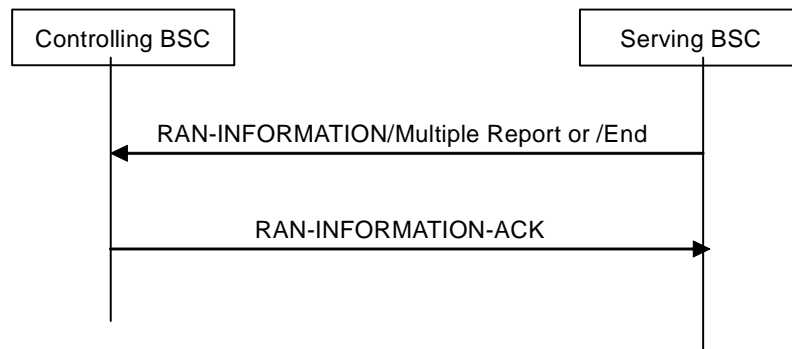 Controlling BSC
Serving BSC
RAN-INFORMATION/Multiple Report or /End
RAN-INFORMATION-ACK